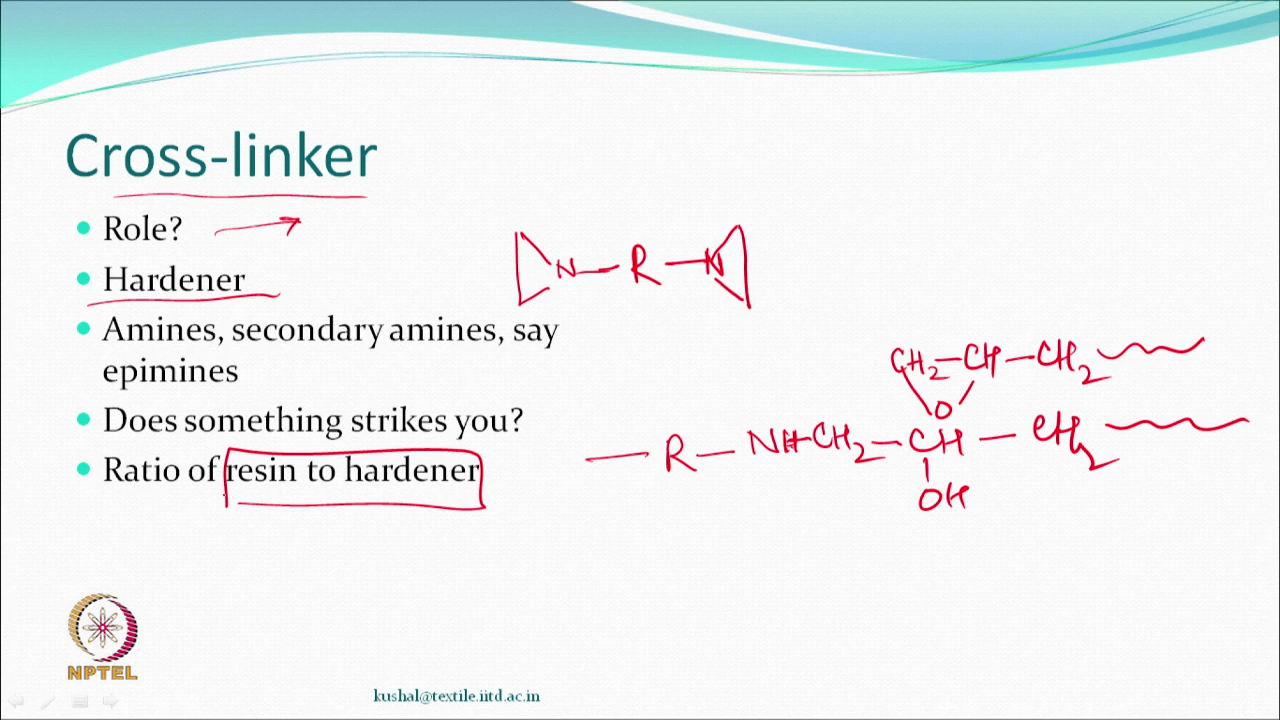 Cross-linker
Role?
Hardener
Amines, secondary amines, say
epimines
Does something strikes you?
Ratio of resin to hardener
N—R—N
CH2—CH—CH2
O
—R—NH—CH2—CH—CH2
OH
NPTEL
kushal@textile.iitd.ac.in